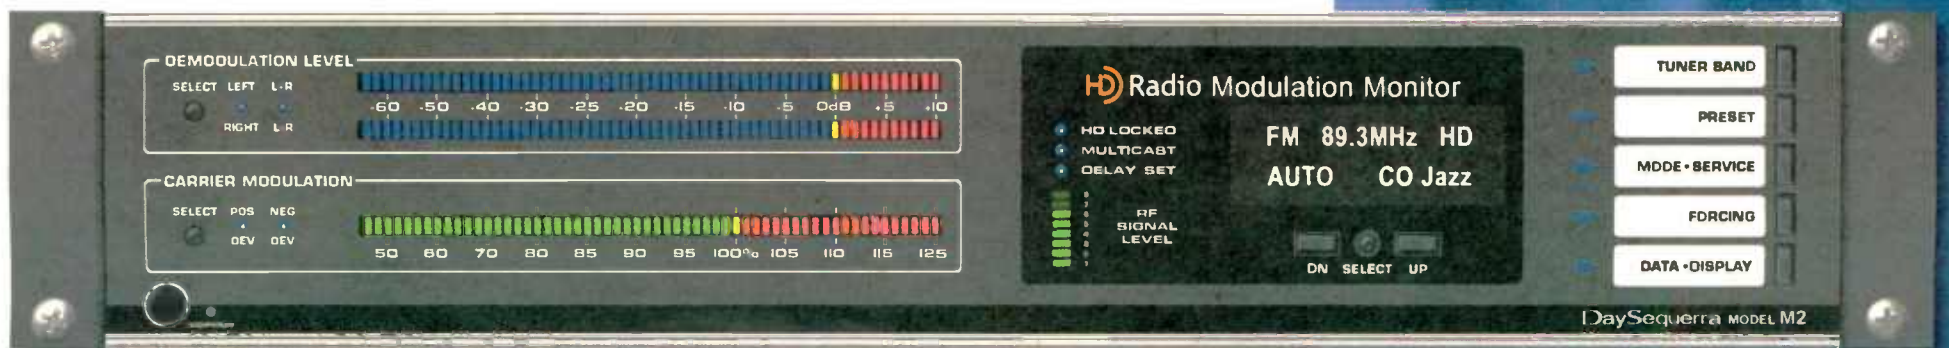 DEMODULATION LEVEL
SELECT LEFT L-R
RIGHT L-R
-60 -50 -40 -30 -25 -20 -15 -10 -5 0dB +5 +10
CARRIER MODULATION
SELECT POS NEG
DEV DEV
50 60 70 80 85 90 95 100% 105 110 115 125
HD Radio Modulation Monitor
HD LOCKED
MULTICAST
DELAY SET
RF
SIGNAL
LEVEL
FM 89.3MHz HD
AUTO CO Jazz
DN SELECT UP
TUNER BAND
PRESET
MODE•SERVICE
FORCING
DATA•DISPLAY
DaySequerra MODEL M2